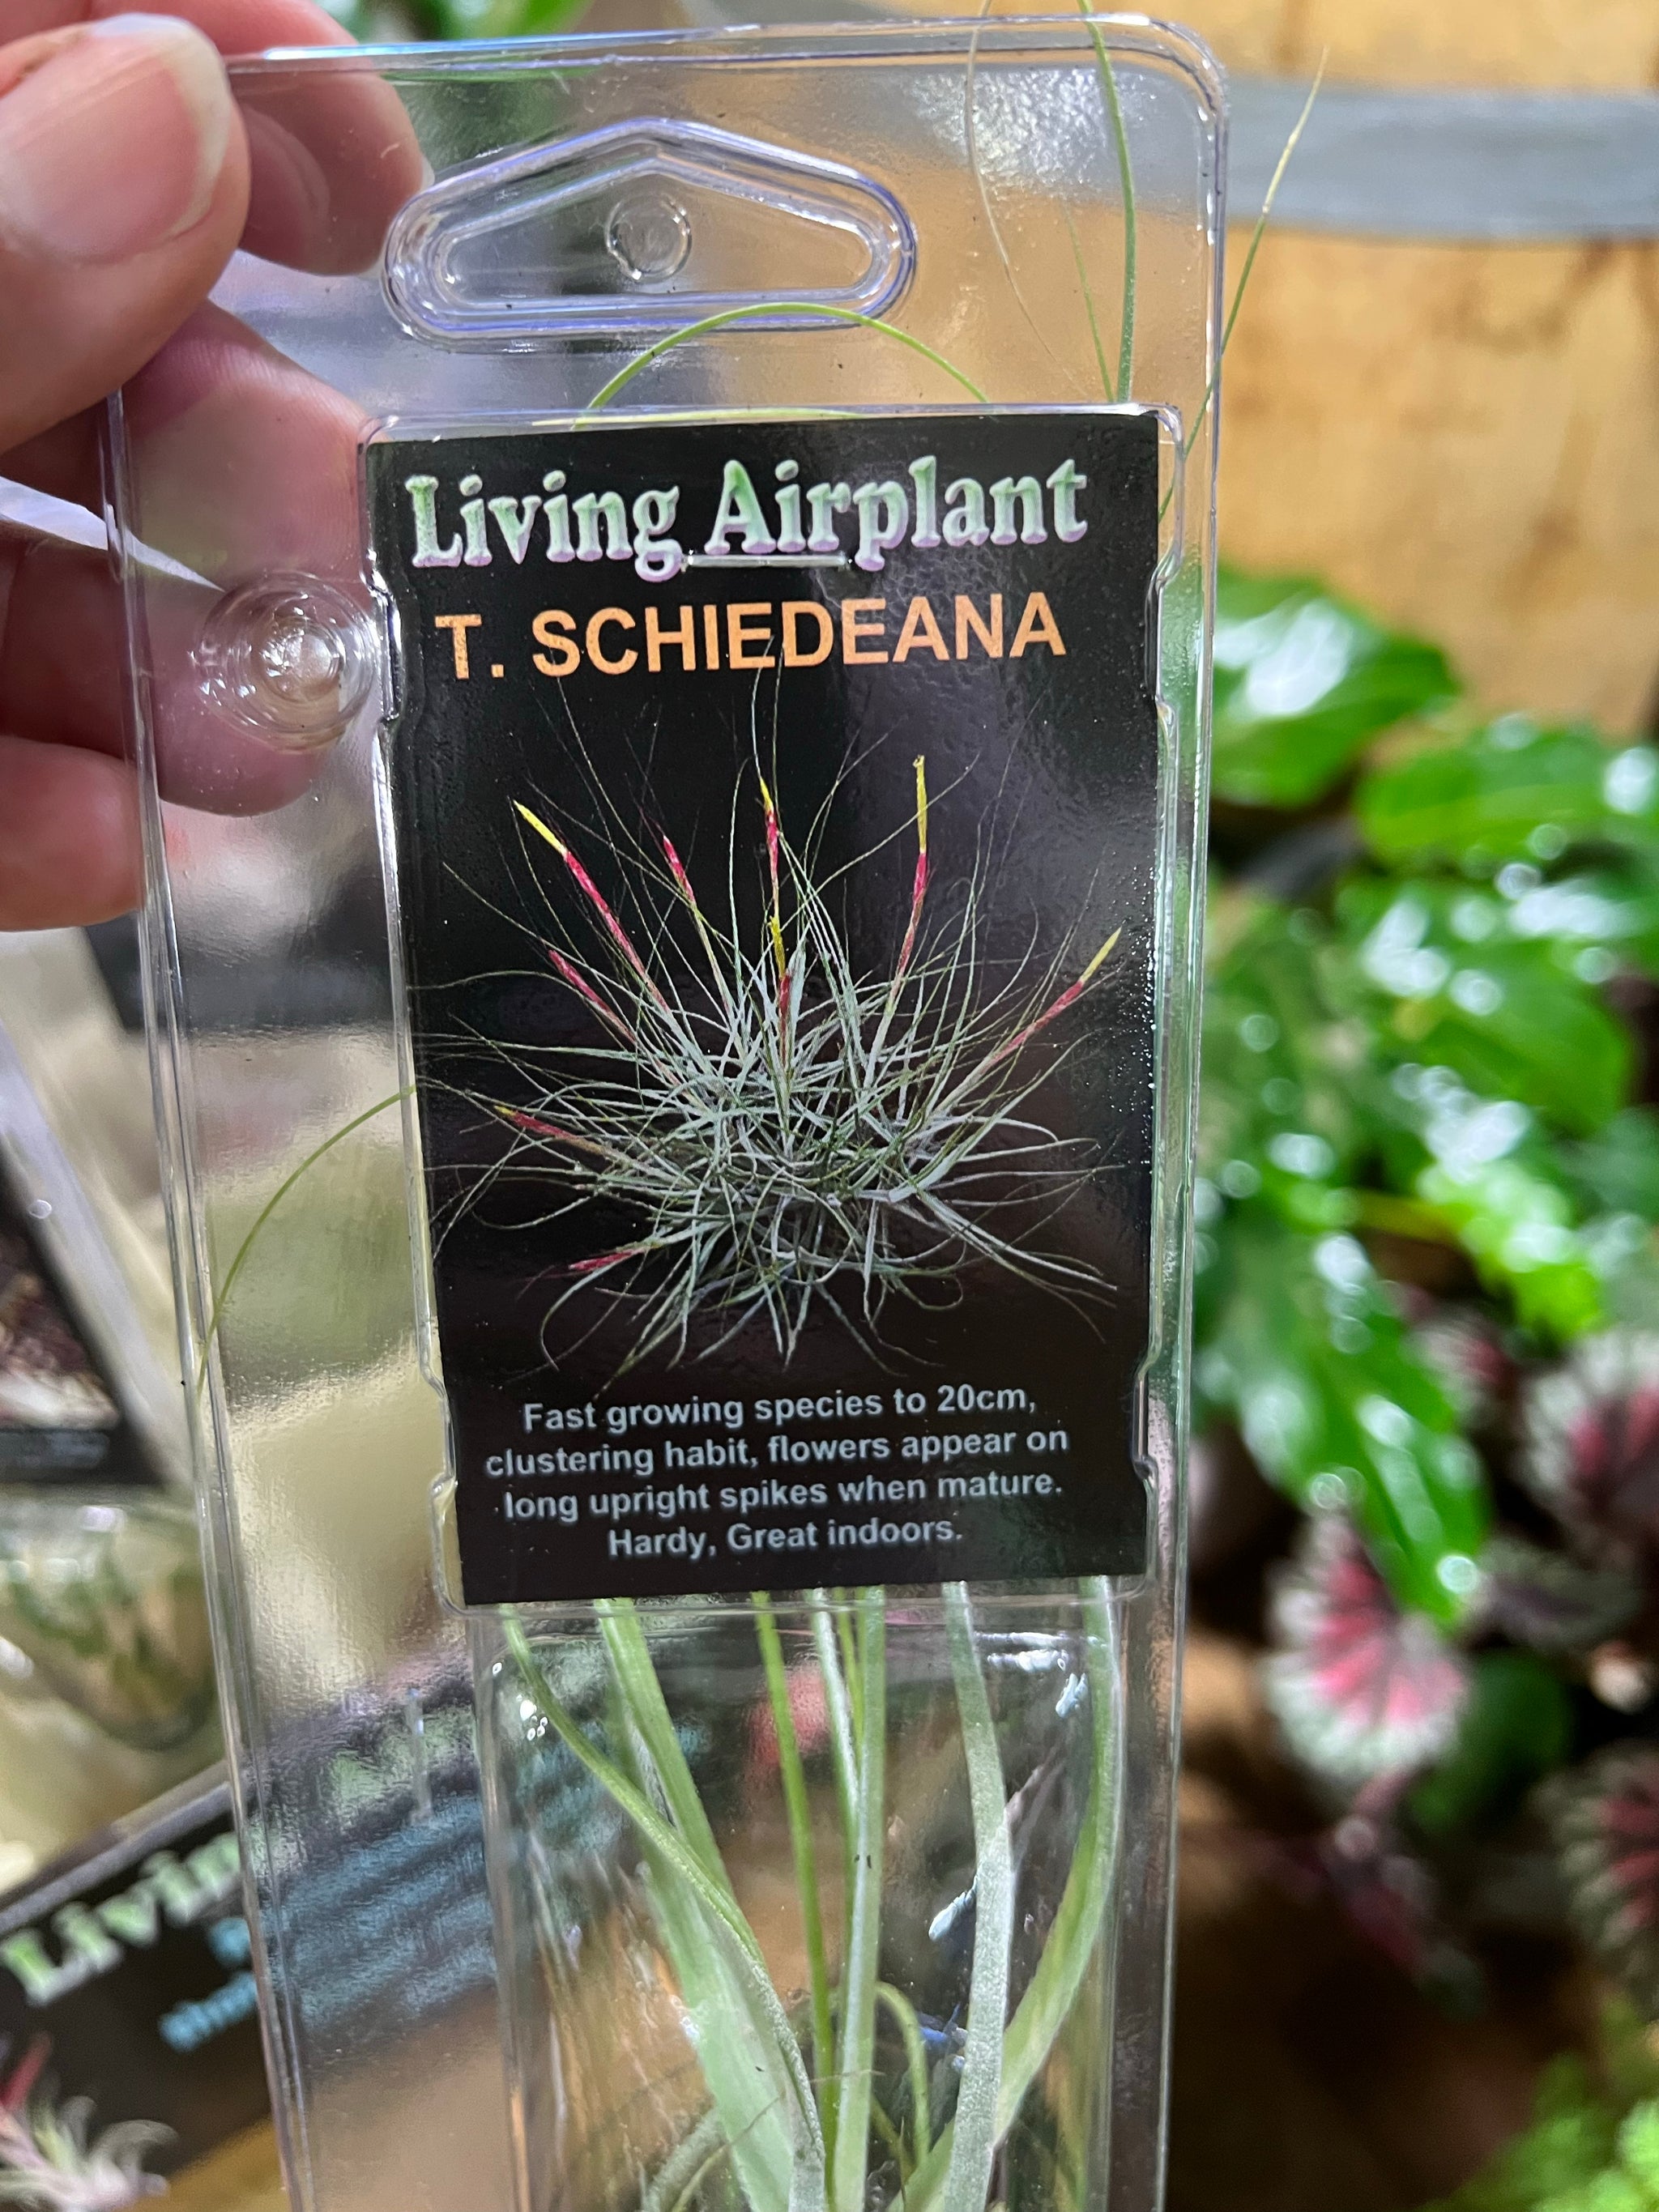 Living Airplant
T. SCHIEDEANA
Fast growing species to 20cm,
clustering habit, flowers appear on
long upright spikes when mature.
Hardy, Great indoors.
Livin